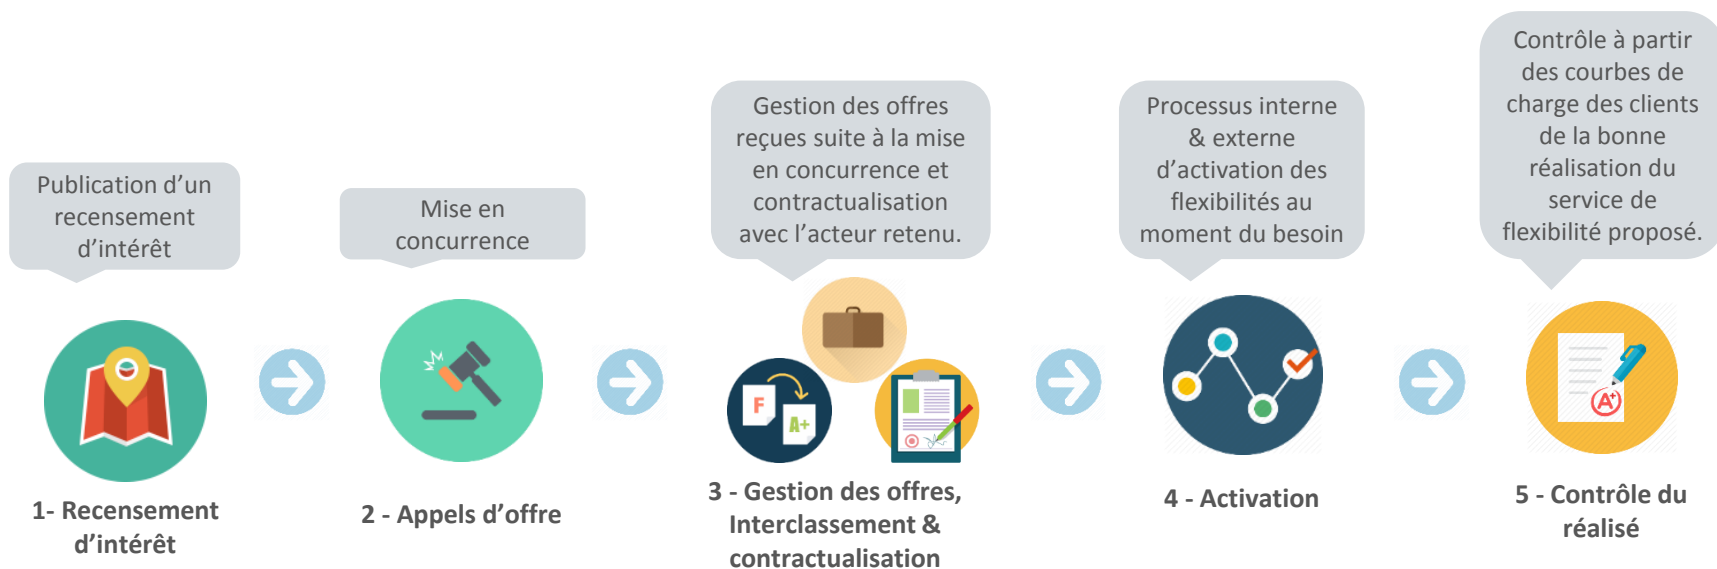 Publication d’un
recensement
d’intérêt
1- Recensement
d’intérêt
Mise en
concurrence
2 - Appels d’offre
Gestion des offres
reçues suite à la mise
en concurrence et
contractualisation
avec l’acteur retenu.
F
A+
3 - Gestion des offres,
Interclassement &
contractualisation
Processus interne
& externe
d’activation des
flexibilités au
moment du besoin
4 - Activation
Contrôle à partir
des courbes de
charge des clients
de la bonne
réalisation du
service de
flexibilité proposé.
A+
5 - Contrôle du
réalisé